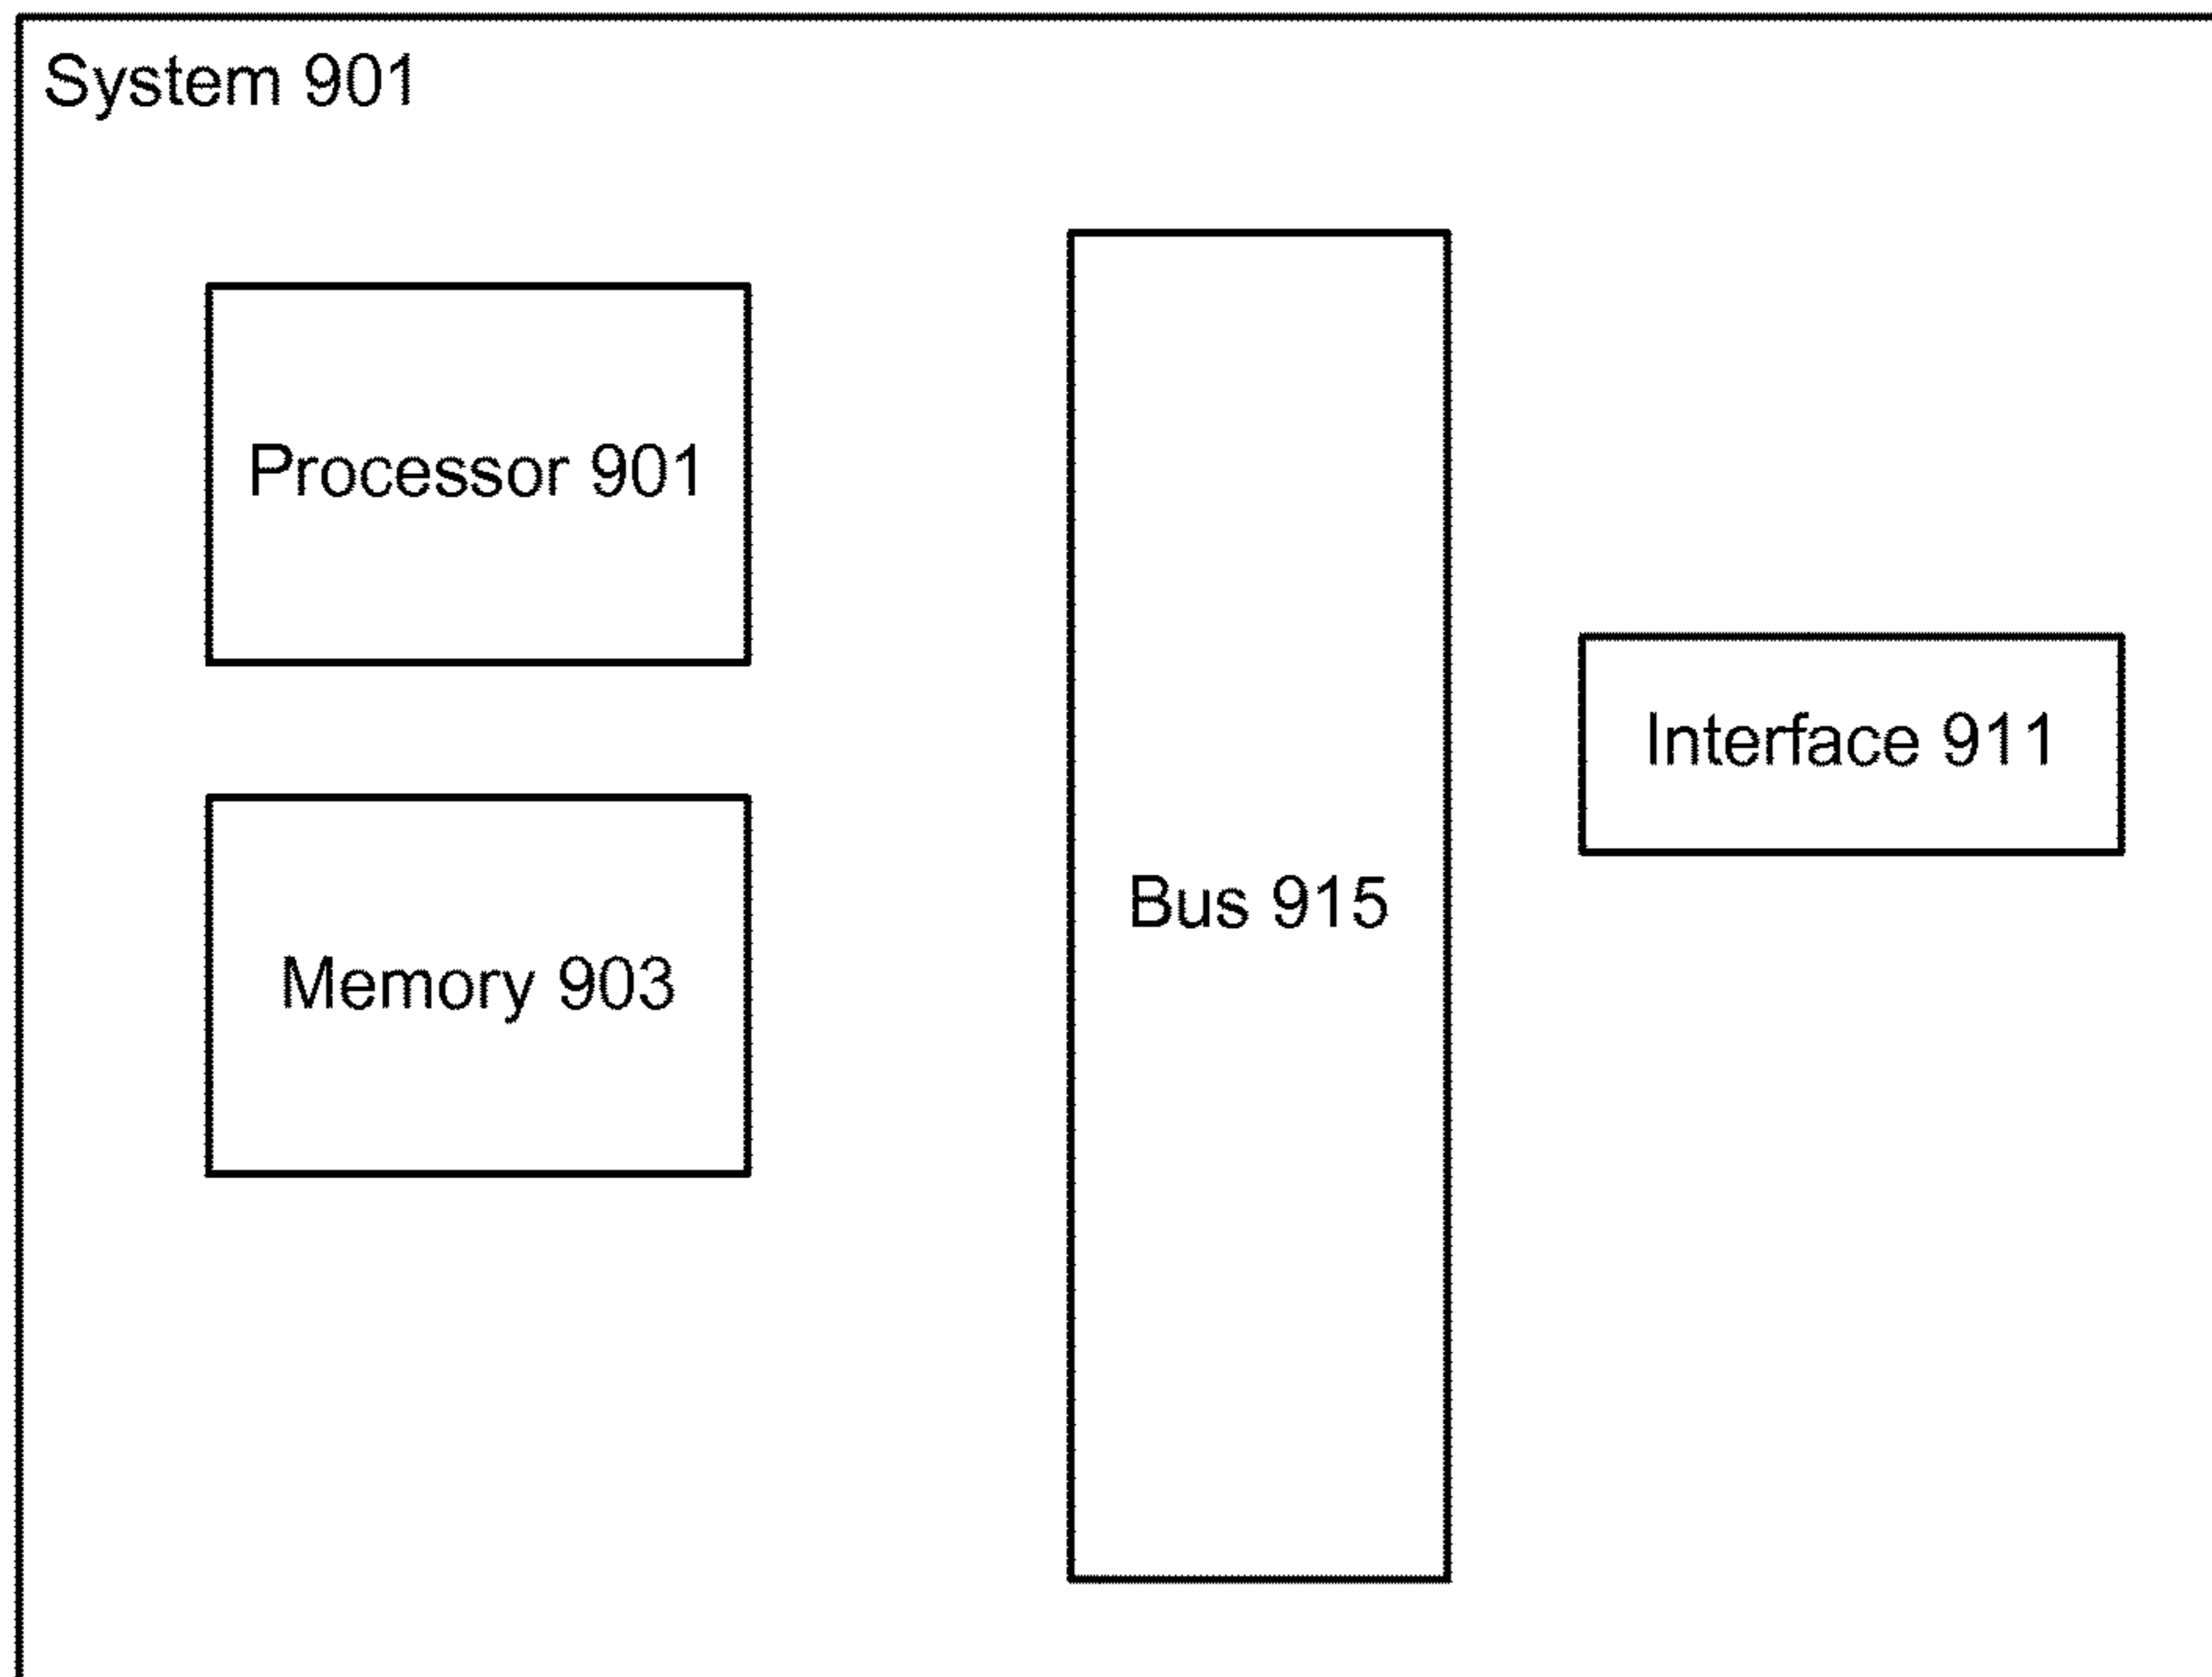 System 901
Processor 901
Memory 903
Bus 915
Interface 911